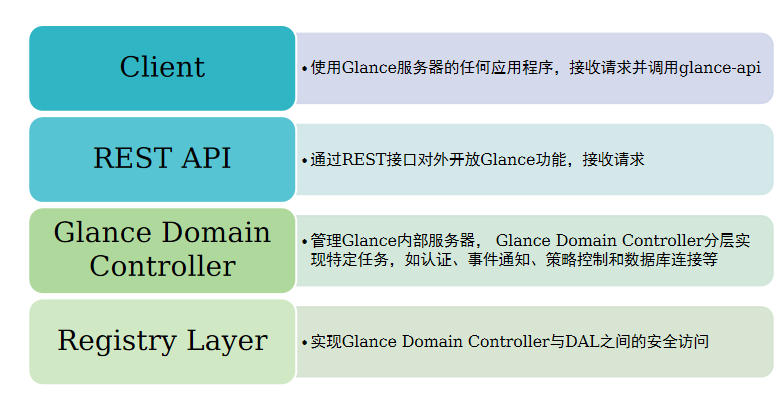 Client
• 使用Glance服务器的任何应用程序，接收请求并调用glance-api
REST API
• 通过REST接口对外开放Glance功能，接收请求
Glance Domain
Controller
• 管理Glance内部服务器， Glance Domain Controller分层实
现特定任务，如认证、事件通知、策略控制和数据库连接等
Registry Layer
• 实现Glance Domain Controller与DAL之间的安全访问